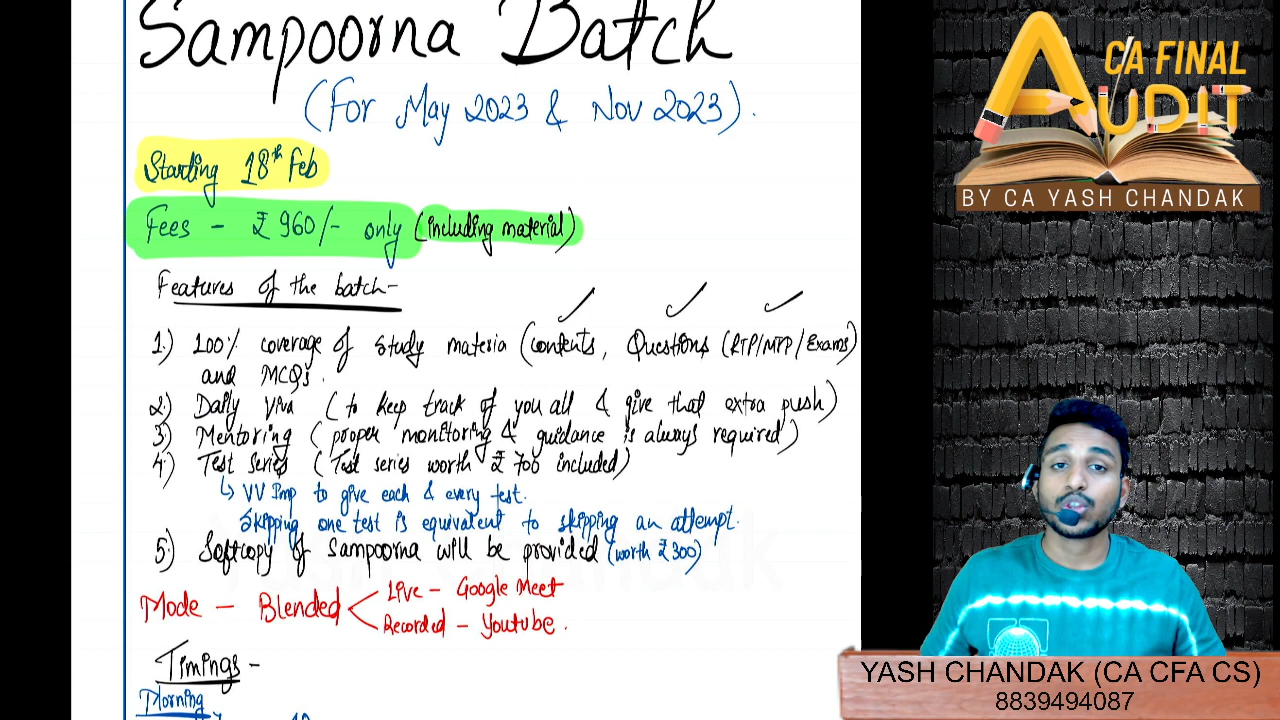 Sampoorna Batch
(For May 2023 & Nov 2023).
Starting 18th Feb
Fees - ₹ 960/- only (including material)
Features of the batch-
1.) 100% coverage of study materia (contents, Questions (RTP/MTP/Exams)
and MCQ's.
2.) Daily Viva (to keep track of you all & give that extra push)
3.) Mentoring (proper monitoring & guidance is always required)
4.) Test series (Test series worth ₹ 700 included)
↳ VV Imp to give each & every test.
Skipping one test is equivalent to skipping an attempt.
5.) Softcopy of Sampoorna will be provided (worth ₹300)
Mode - Blended
Live - Google Meet
Recorded - Youtube.
Timings -
Morning
CA FINAL
AUDIT
BY CA YASH CHANDAK
YASH CHANDAK (CA CFA CS)
8839494087